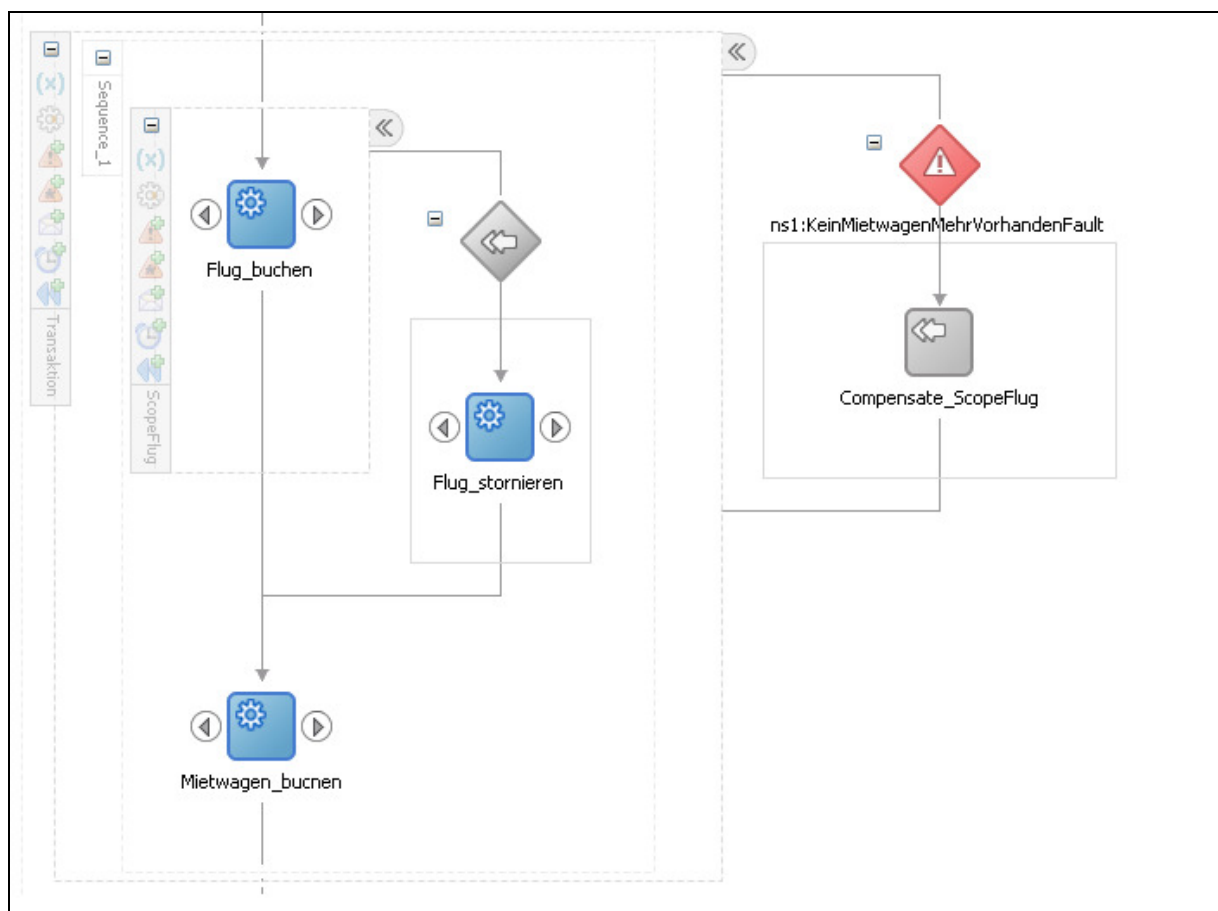 Sequence_1
Transaktion
ScopeFlug
Flug_buchen
Flug_stornieren
Mietwagen_bucnen
ns1:KeinMietwagenMehrVorhandenFault
Compensate_ScopeFlug
(x)
(x)